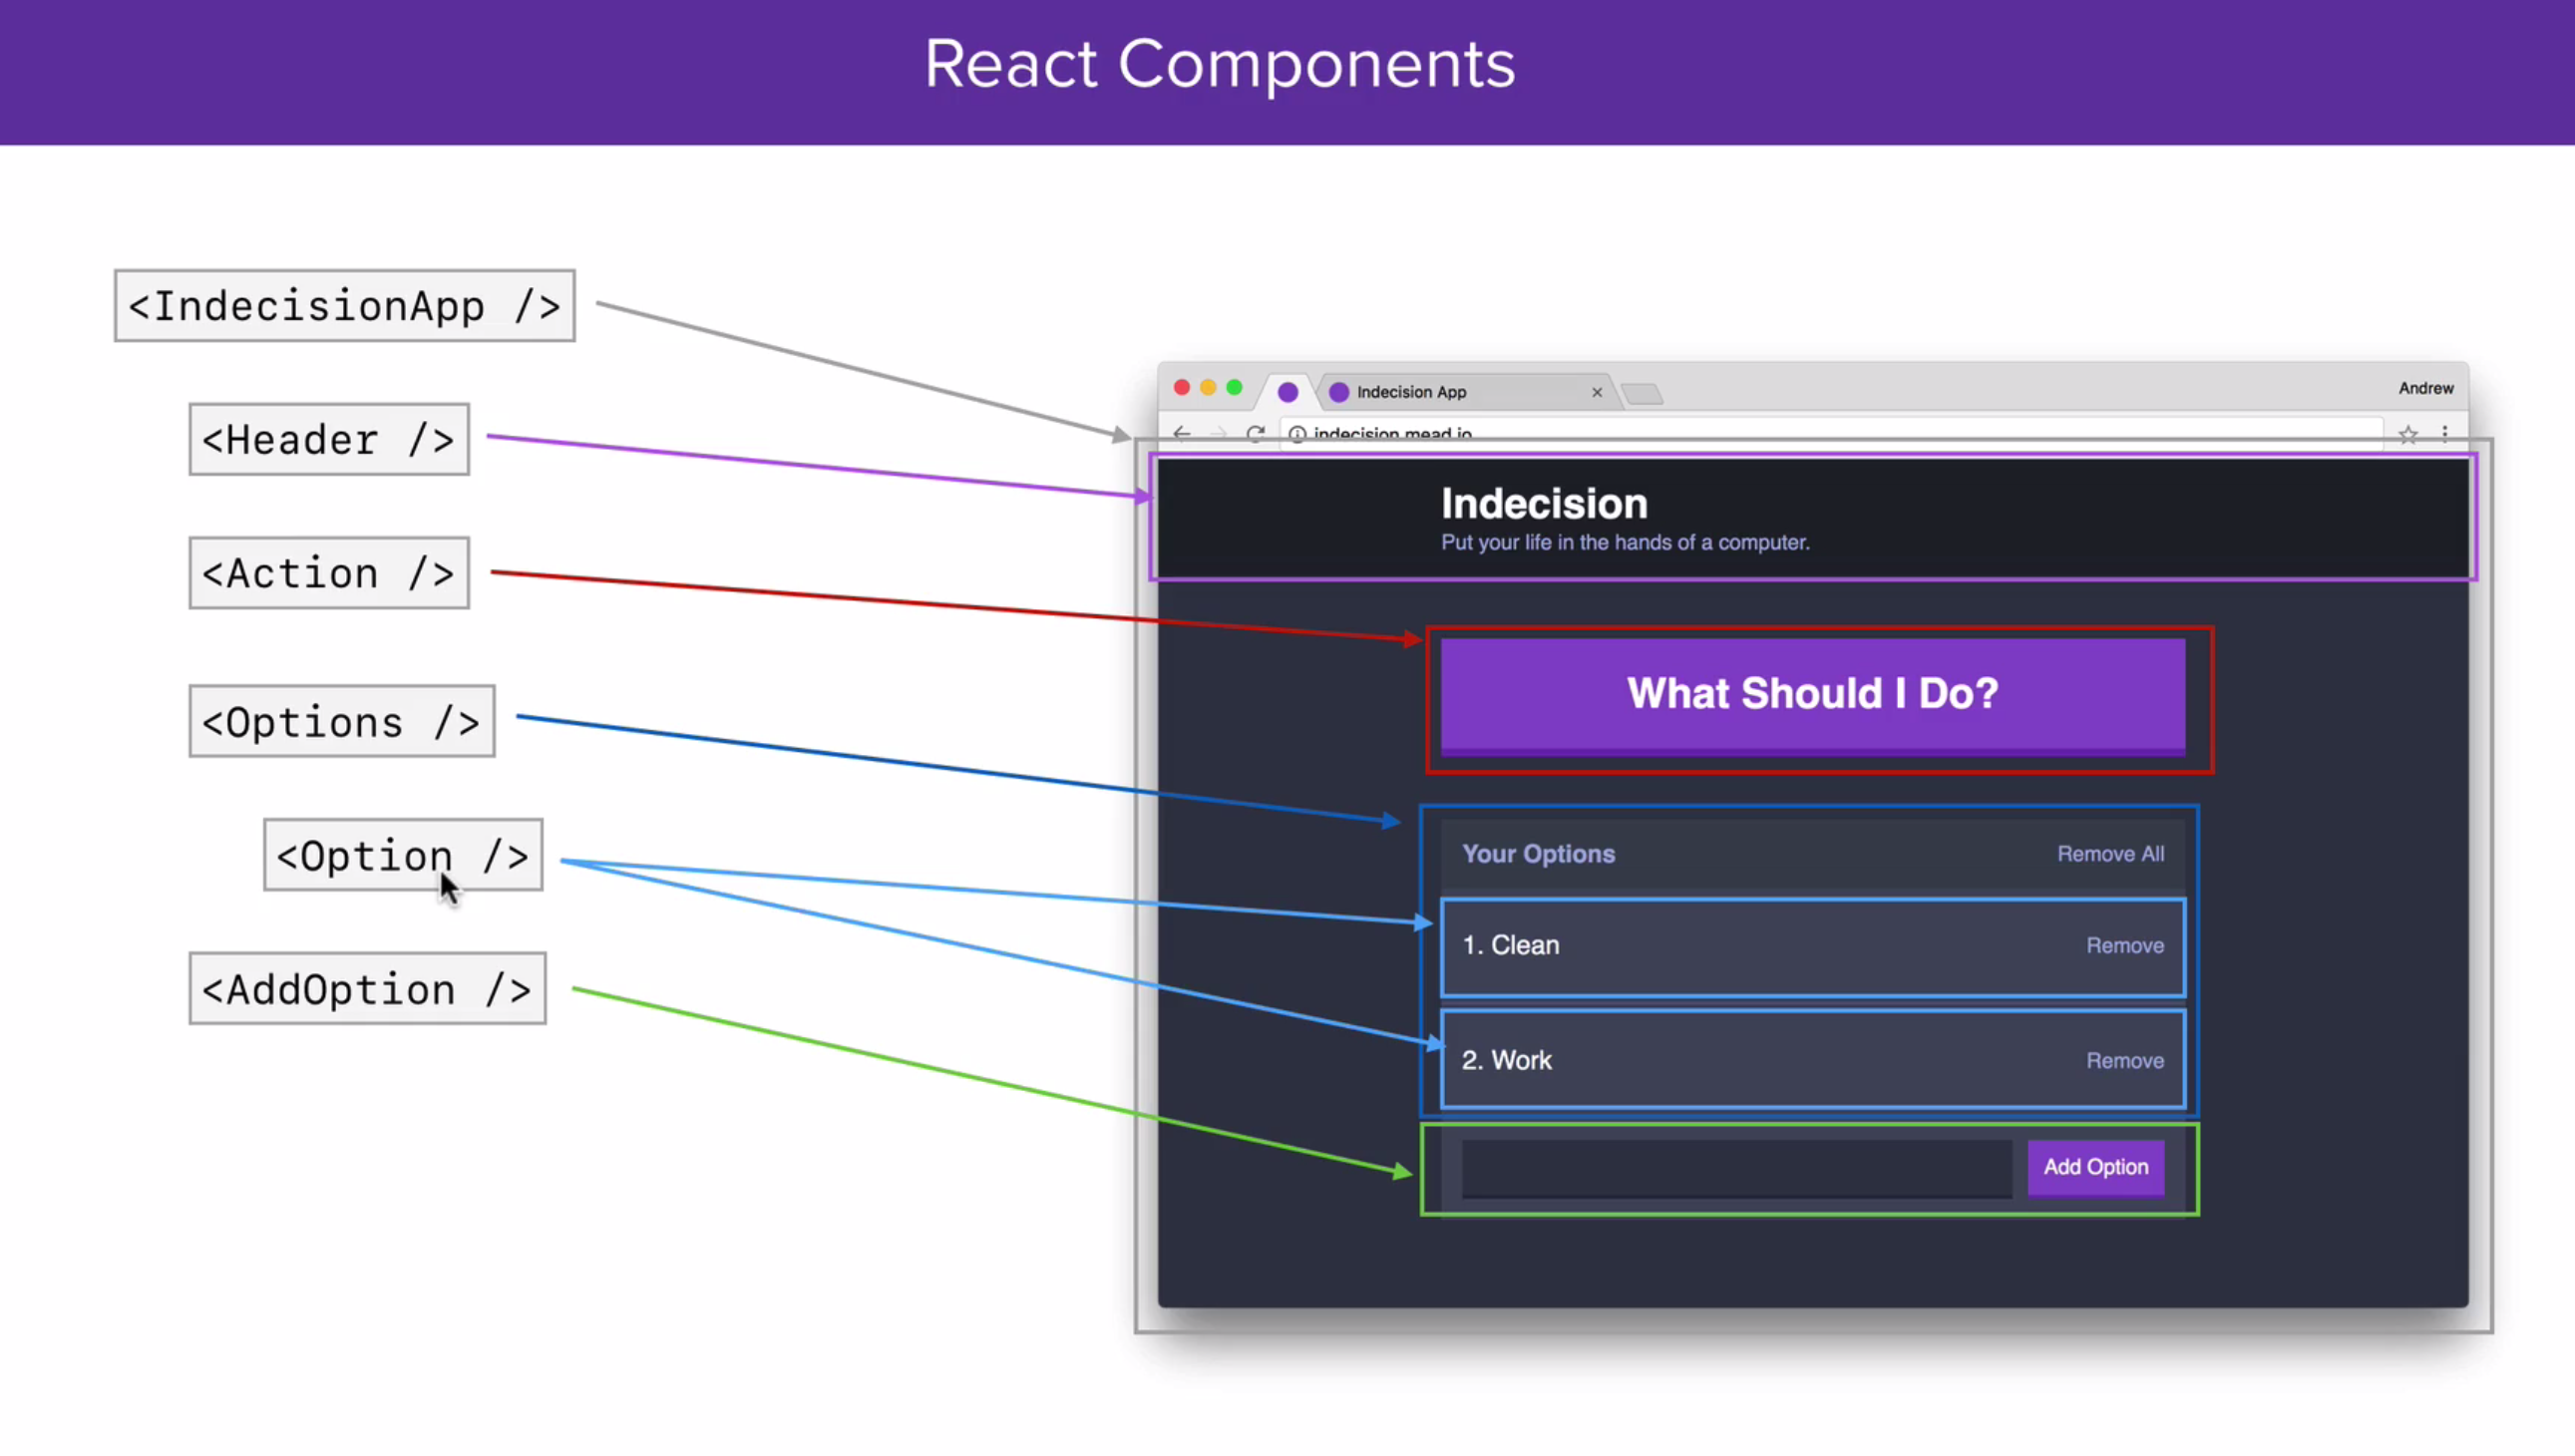 React Components
<IndecisionApp />
<Header />
<Action />
<Options />
<Option />
<AddOption />
Indecision App
Andrew
indecision.mead.io
Indecision
Put your life in the hands of a computer.
What Should I Do?
Your Options
Remove All
1. Clean
Remove
2. Work
Remove
Add Option